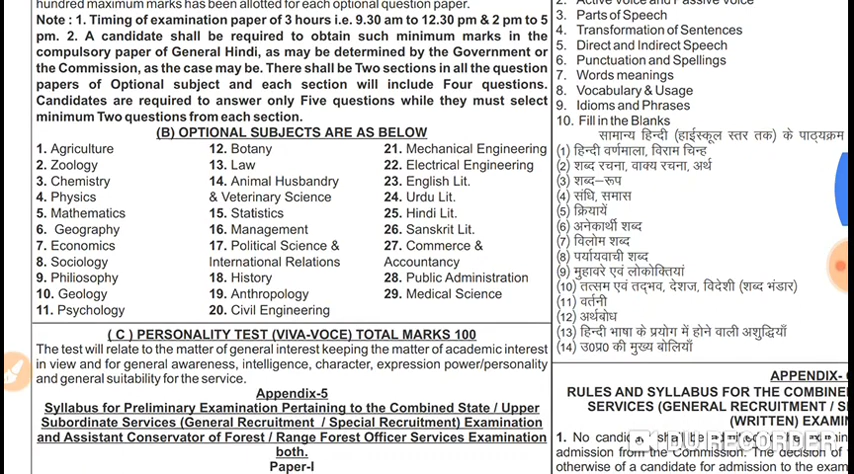 hundred maximum marks has been allotted for each optional question paper.
Note : 1. Timing of examination paper of 3 hours i.e. 9.30 am to 12.30 pm & 2 pm to 5
pm. 2. A candidate shall be required to obtain such minimum marks in the
compulsory paper of General Hindi, as may be determined by the Government or
the Commission, as the case may be. There shall be Two sections in all the question
papers of Optional subject and each section will include Four questions.
Candidates are required to answer only Five questions while they must select
minimum Two questions from each section.
(B) OPTIONAL SUBJECTS ARE AS BELOW
1. Agriculture
2. Zoology
3. Chemistry
4. Physics
5. Mathematics
6. Geography
7. Economics
8. Sociology
9. Philiosophy
10. Geology
11. Psychology
12. Botany
13. Law
14. Animal Husbandry
& Veterinary Science
15. Statistics
16. Management
17. Political Science &
International Relations
18. History
19. Anthropology
20. Civil Engineering
21. Mechanical Engineering
22. Electrical Engineering
23. English Lit.
24. Urdu Lit.
25. Hindi Lit.
26. Sanskrit Lit.
27. Commerce &
Accountancy
28. Public Administration
29. Medical Science
( C ) PERSONALITY TEST (VIVA-VOCE) TOTAL MARKS 100
The test will relate to the matter of general interest keeping the matter of academic interest
in view and for general awareness, intelligence, character, expression power/personality
and general suitability for the service.
Appendix-5
Syllabus for Preliminary Examination Pertaining to the Combined State / Upper
Subordinate Services (General Recruitment / Special Recruitment) Examination
and Assistant Conservator of Forest / Range Forest Officer Services Examination
both.
Paper-I
2. Active Voice and Passive Voice
3. Parts of Speech
4. Transformation of Sentences
5. Direct and Indirect Speech
6. Punctuation and Spellings
7. Words meanings
8. Vocabulary & Usage
9. Idioms and Phrases
10. Fill in the Blanks
सामान्य हिन्दी (हाईस्कूल स्तर तक) के पाठ्यक्रम
(1) हिन्दी वर्णमाला, विराम चिन्ह
(2) शब्द रचना, वाक्य रचना, अर्थ
(3) शब्द–रूप
(4) संधि, समास
(5) क्रियायें
(6) अनेकार्थी शब्द
(7) विलोम शब्द
(8) पर्यायवाची शब्द
(9) मुहावरे एवं लोकोक्तियां
(10) तत्सम एवं तद्भव, देशज, विदेशी (शब्द भंडार)
(11) वर्तनी
(12) अर्थबोध
(13) हिन्दी भाषा के प्रयोग में होने वाली अशुद्धियाँ
(14) उ0प्र0 की मुख्य बोलियाँ
APPENDIX-
RULES AND SYLLABUS FOR THE COMBINE
SERVICES (GENERAL RECRUITMENT / S
(WRITTEN) EXAMI
1. No candidate shall be admitted to the
admission from the Commission. The decision of
otherwise of a candidate for admission to the exam
DU RECORDER